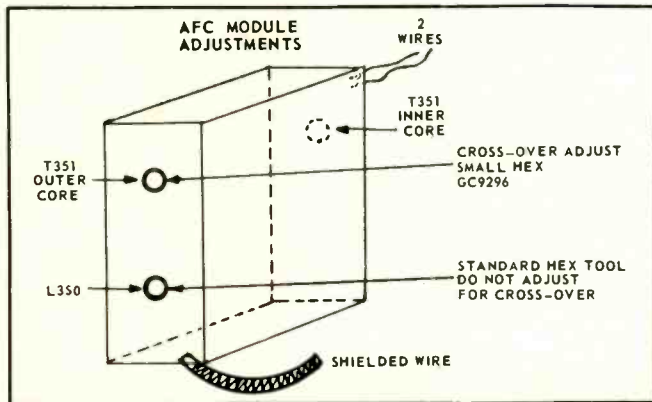 AFC MODULE
ADJUSTMENTS
2
WIRES
T351
INNER
CORE
T351
OUTER
CORE
CROSS-OVER ADJUST
SMALL HEX
GC9296
L350
STANDARD HEX TOOL
DO NOT ADJUST
FOR CROSS-OVER
SHIELDED WIRE